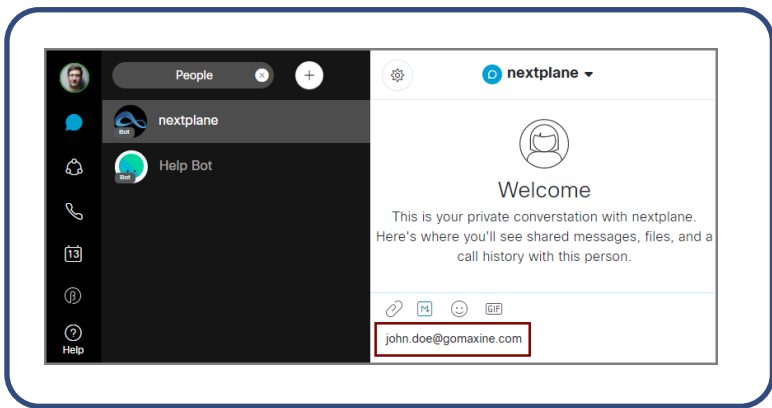 People
nextplane
Bot
Help Bot
Bot
13
β
?
Help
nextplane
Welcome
This is your private converstation with nextplane.
Here's where you'll see shared messages, files, and a
call history with this person.
M
GIF
john.doe@gomaxine.com